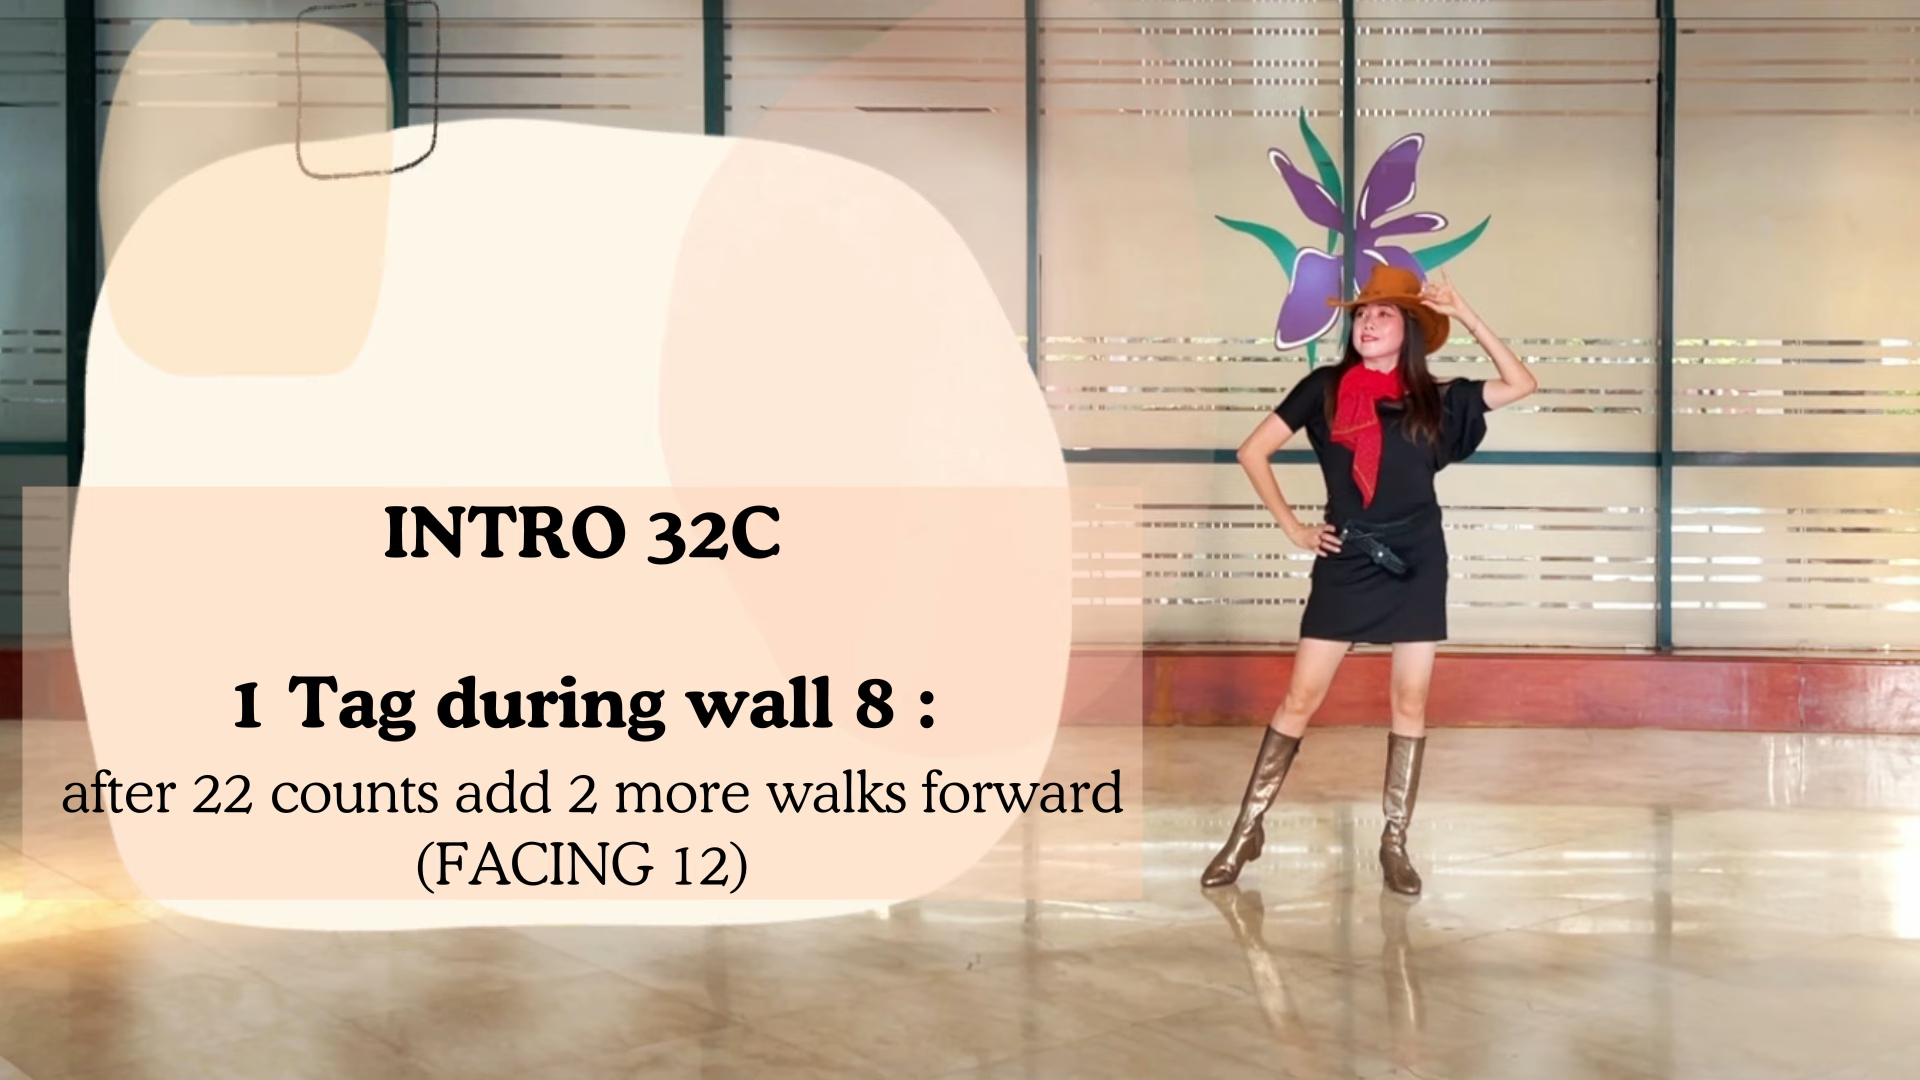 INTRO 32C
1 Tag during wall 8 :
after 22 counts add 2 more walks forward
(FACING 12)